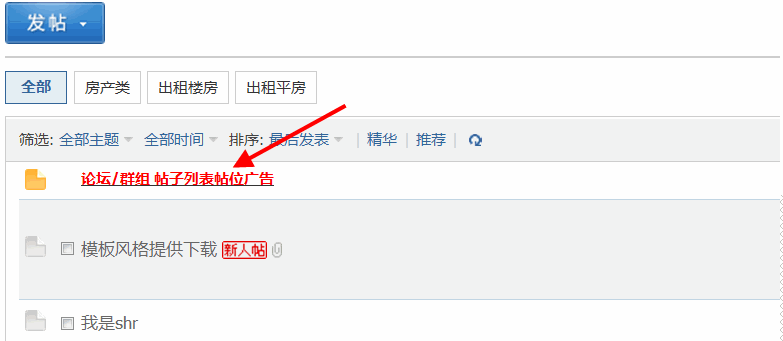 发帖
全部 房产类 出租楼房 出租平房
筛选: 全部主题 全部时间 排序: 最后发表 | 精华 | 推荐 |
论坛/群组 帖子列表帖位广告
模板风格提供下载 新人帖
我是shr